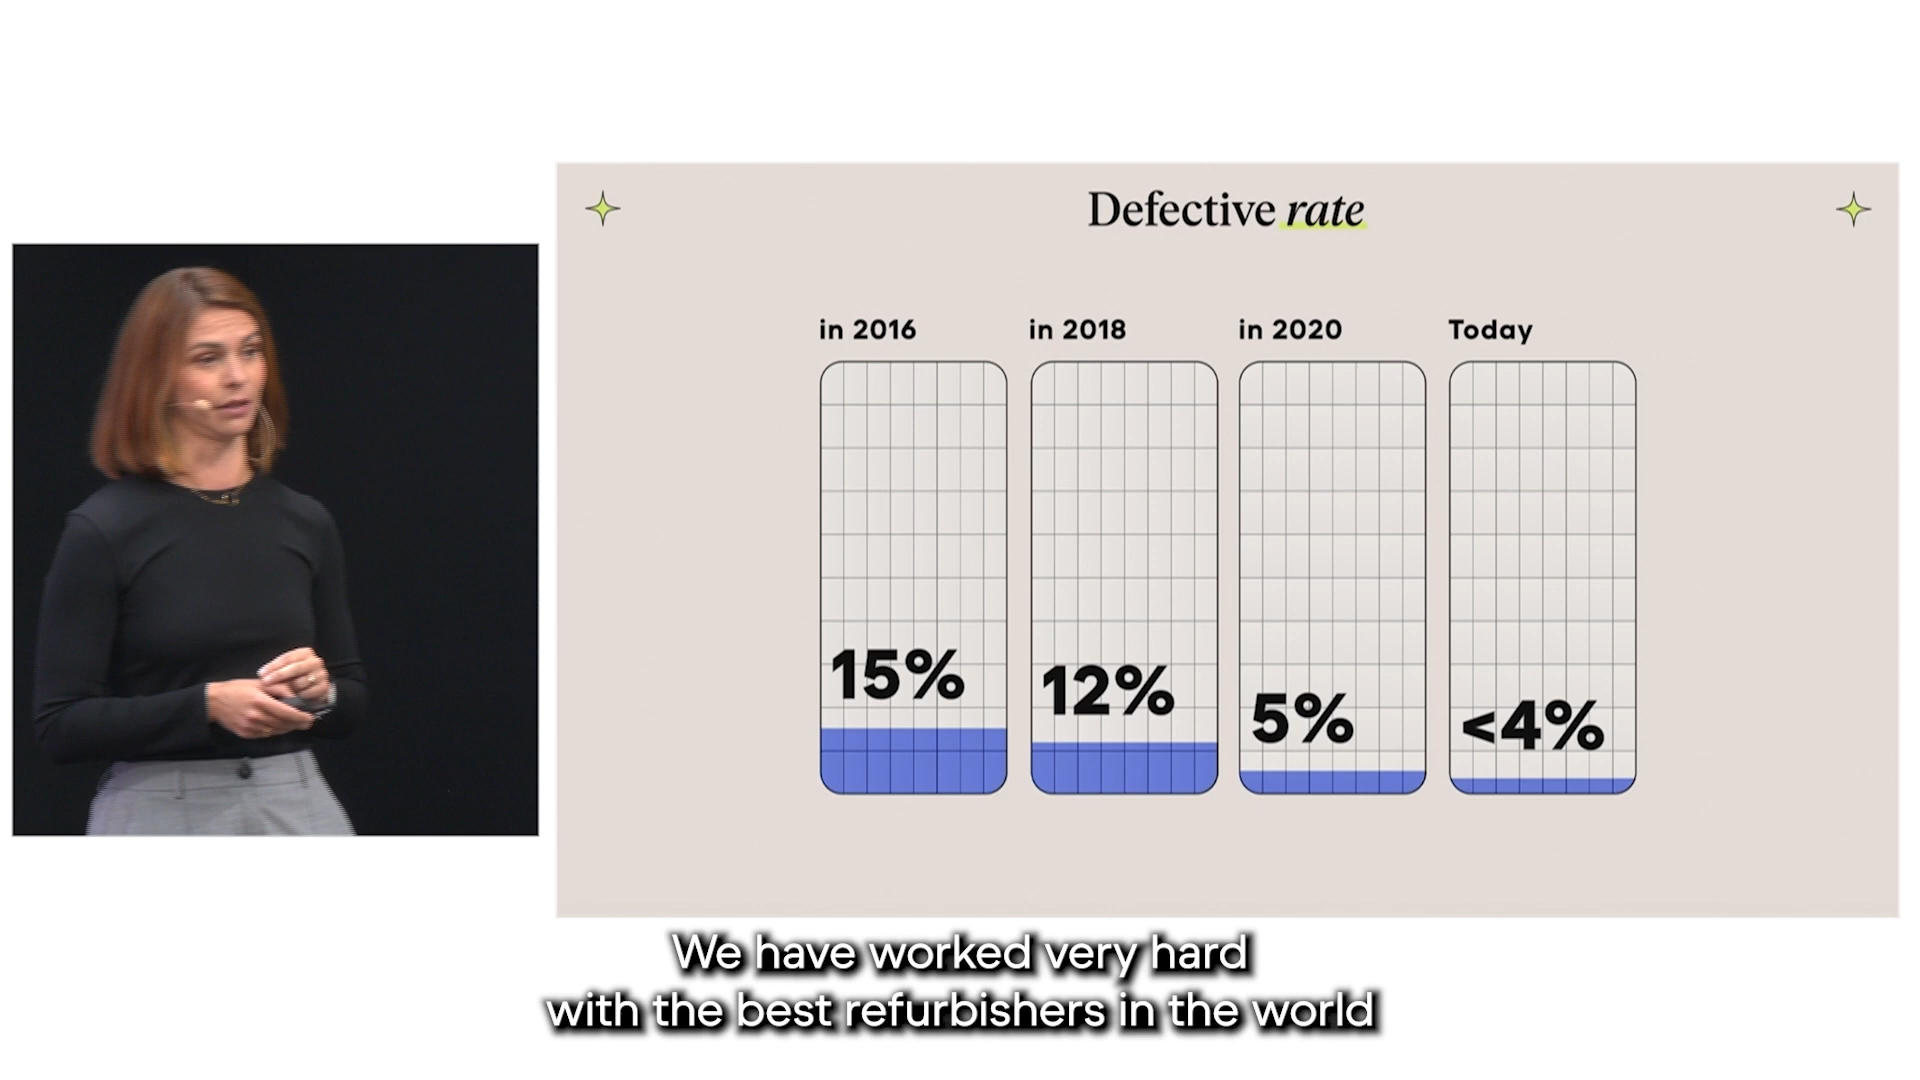 Defective rate
in 2016
in 2018
in 2020
Today
15%
12%
5%
<4%
We have worked very hard
with the best refurbishers in the world